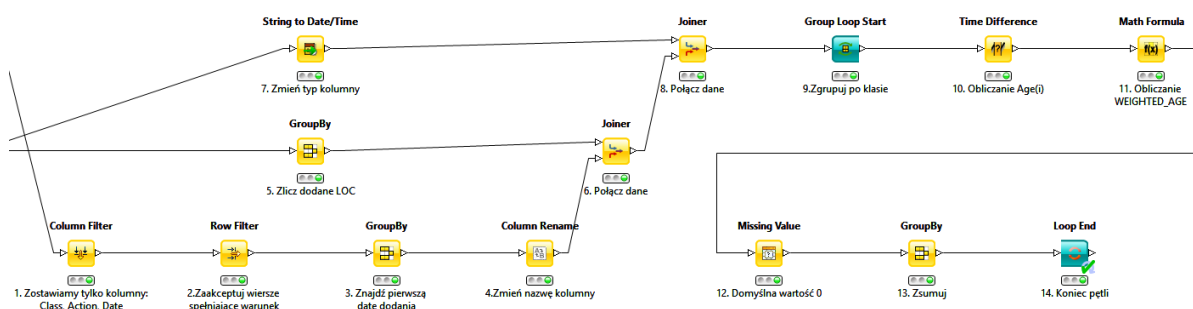 String to Date/Time
Joiner
Group Loop Start
Time Difference
Math Formula
7. Zmień typ kolumny
8. Połącz dane
9.Zgrupuj po klasie
10. Obliczanie Age(i)
11. Obliczanie
WEIGHTED_AGE
f(x)
GroupBy
Joiner
5. Zlicz dodane LOC
6. Połącz dane
Column Filter
Row Filter
GroupBy
Column Rename
Missing Value
GroupBy
Loop End
1. Zostawiamy tylko kolumny:
Class, Action, Date
2.Zaakceptuj wiersze
spełniające warunek
3. Znajdź pierwszą
date dodania
4.Zmień nazwę kolumny
12. Domyślna wartość 0
13. Zsumuj
14. Koniec pętli